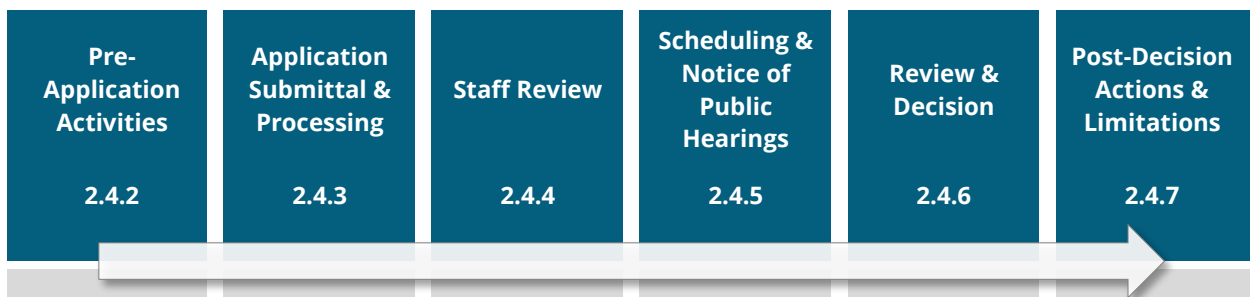 Pre-
Application
Activities
2.4.2
Application
Submittal &
Processing
2.4.3
Staff Review
2.4.4
Scheduling &
Notice of
Public
Hearings
2.4.5
Review &
Decision
2.4.6
Post-Decision
Actions &
Limitations
2.4.7